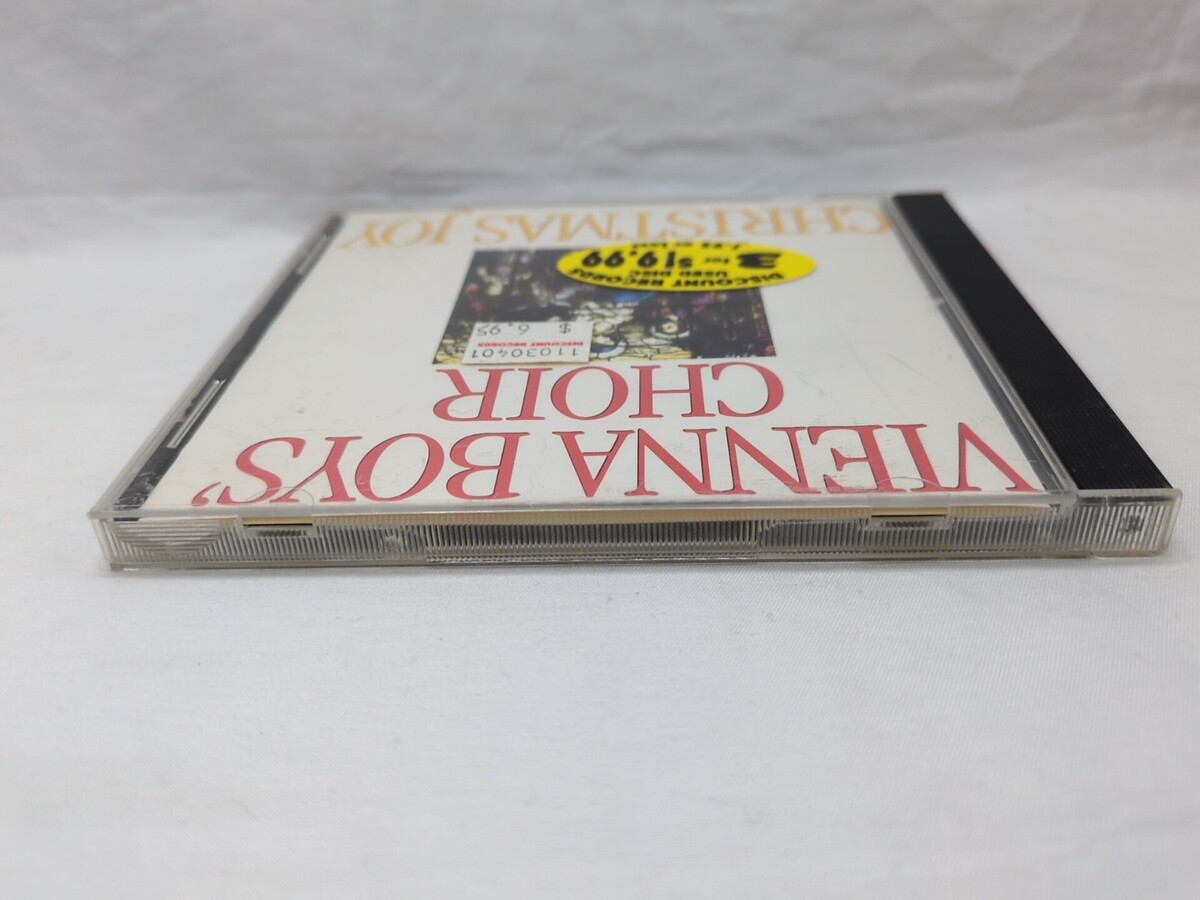 VIENNA BOYS'
CHOIR
11030401
DISCOUNT RECORDS
$ 6.95
DISCOUNT RECORDS
USED DISC
3 for $19.99
CHRISTMAS JOY